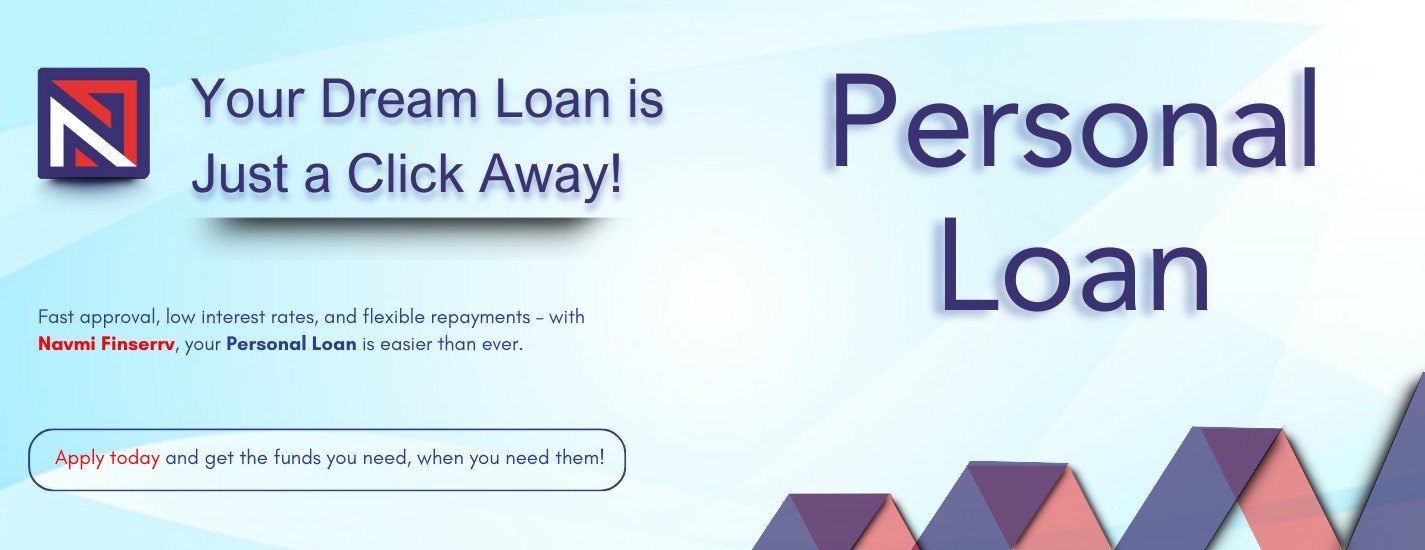 Your Dream Loan is
Just a Click Away!
Fast approval, low interest rates, and flexible repayments – with
Navmi Finserrv, your Personal Loan is easier than ever.
Apply today and get the funds you need, when you need them!
Personal
Loan